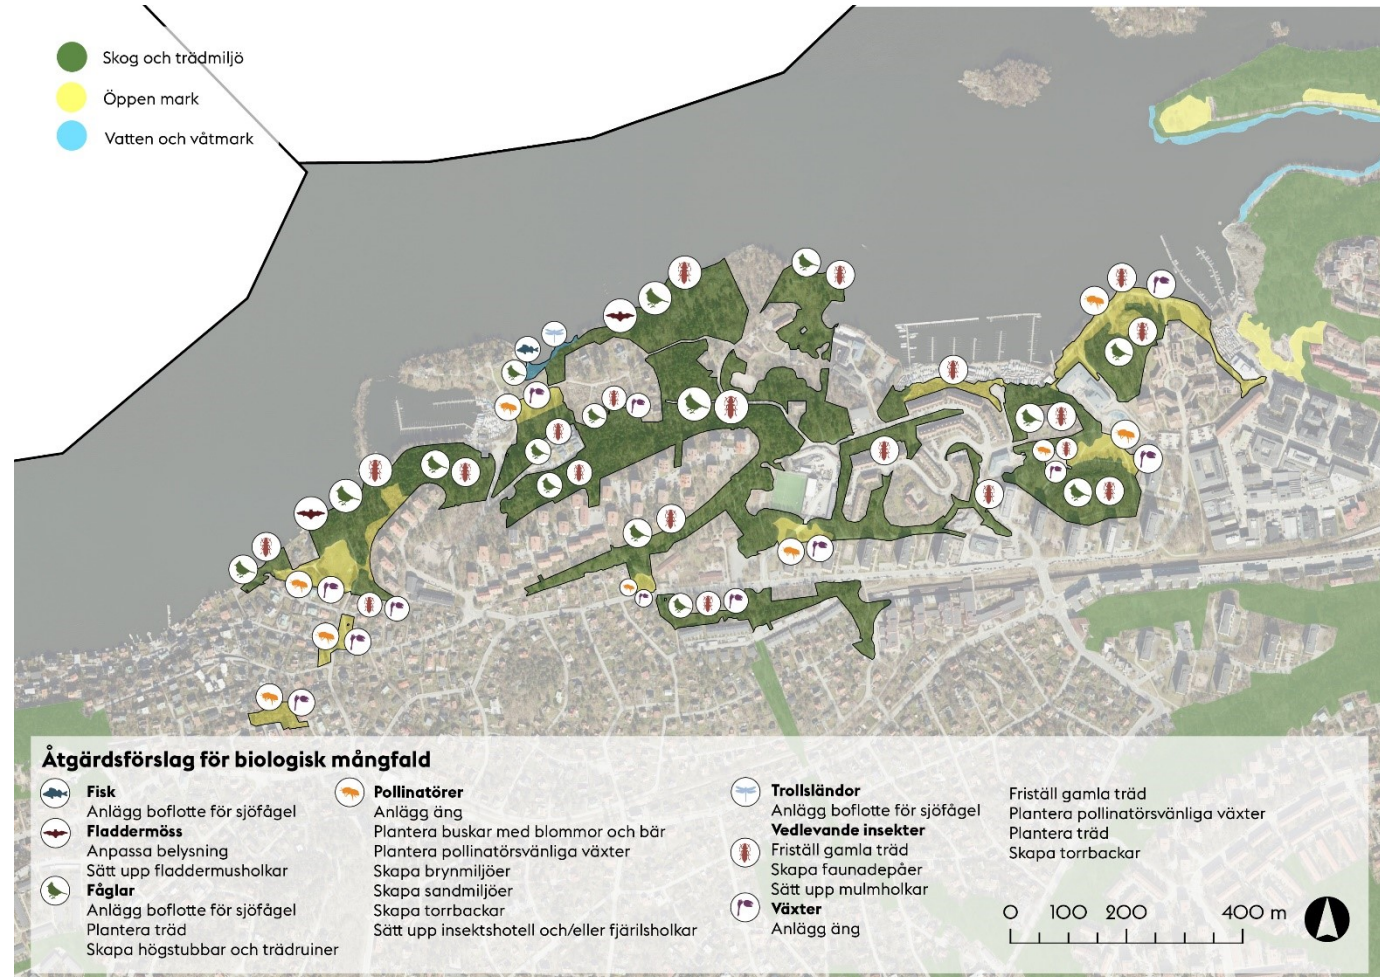 Skog och trädmiljö
Öppen mark
Vatten och våtmark
Åtgärdsförslag för biologisk mångfald
Fisk
Anlägg boflotte för sjöfågel
Fladdermöss
Anpassa belysning
Sätt upp fladdermusholkar
Fåglar
Anlägg boflotte för sjöfågel
Plantera träd
Skapa högstubbar och trädruiner
Pollinatörer
Anlägg äng
Plantera buskar med blommor och bär
Plantera pollinatörsvänliga växter
Skapa brynmiljöer
Skapa sandmiljöer
Skapa torrbackar
Sätt upp insektshotell och/eller fjärilsholkar
Trollsländor
Anlägg boflotte för sjöfågel
Vedlevande insekter
Friställ gamla träd
Skapa faunadepåer
Sätt upp mulmholkar
Växter
Anlägg äng
Friställ gamla träd
Plantera pollinatörsvänliga växter
Plantera träd
Skapa torrbackar
0 100 200 400 m